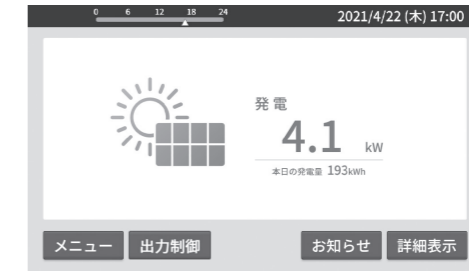 0 6 12 18 24
2021/4/22 (木) 17:00
発電
4.1 kW
本日の発電量 193kWh
メニュー 出力制御 お知らせ 詳細表示